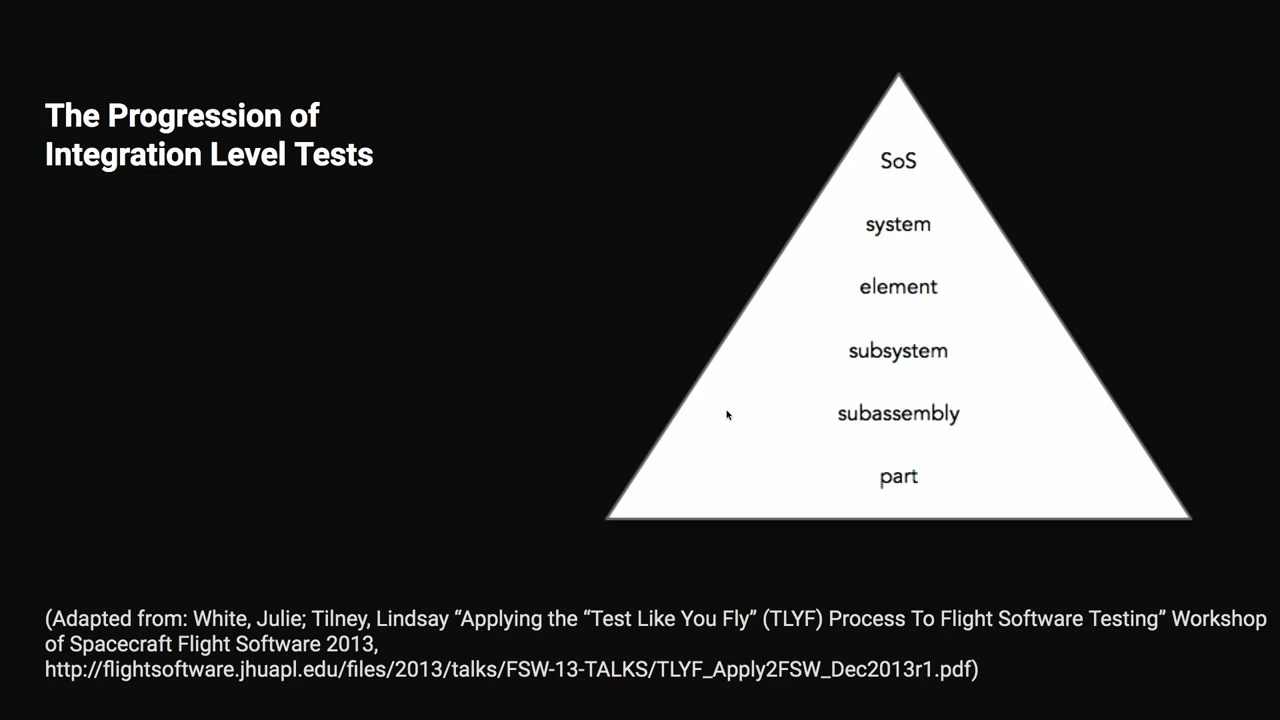 The Progression of
Integration Level Tests
SoS
system
element
subsystem
subassembly
part
(Adapted from: White, Julie; Tilney, Lindsay “Applying the “Test Like You Fly” (TLYF) Process To Flight Software Testing” Workshop
of Spacecraft Flight Software 2013,
http://flightsoftware.jhuapl.edu/files/2013/talks/FSW-13-TALKS/TLYF_Apply2FSW_Dec2013r1.pdf)